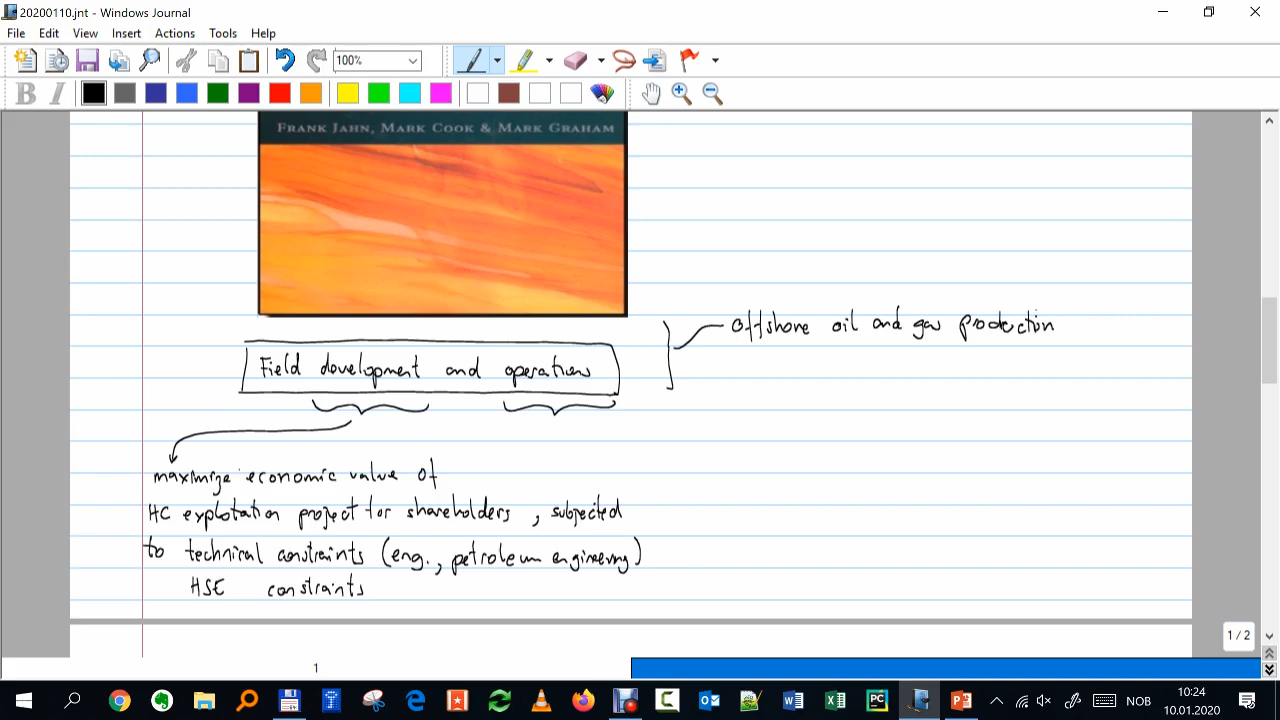 20200110.jnt - Windows Journal
File Edit View Insert Actions Tools Help
100%
B I
FRANK JAHN, MARK COOK & MARK GRAHAM
Offshore oil and gas production
Field development and operations
maximize economic value of
HC explotation project for shareholders, subjected
to technical constraints (eng., petroleum engineering)
HSE constraints
1 / 2
1
NOB
10:24
10.01.2020